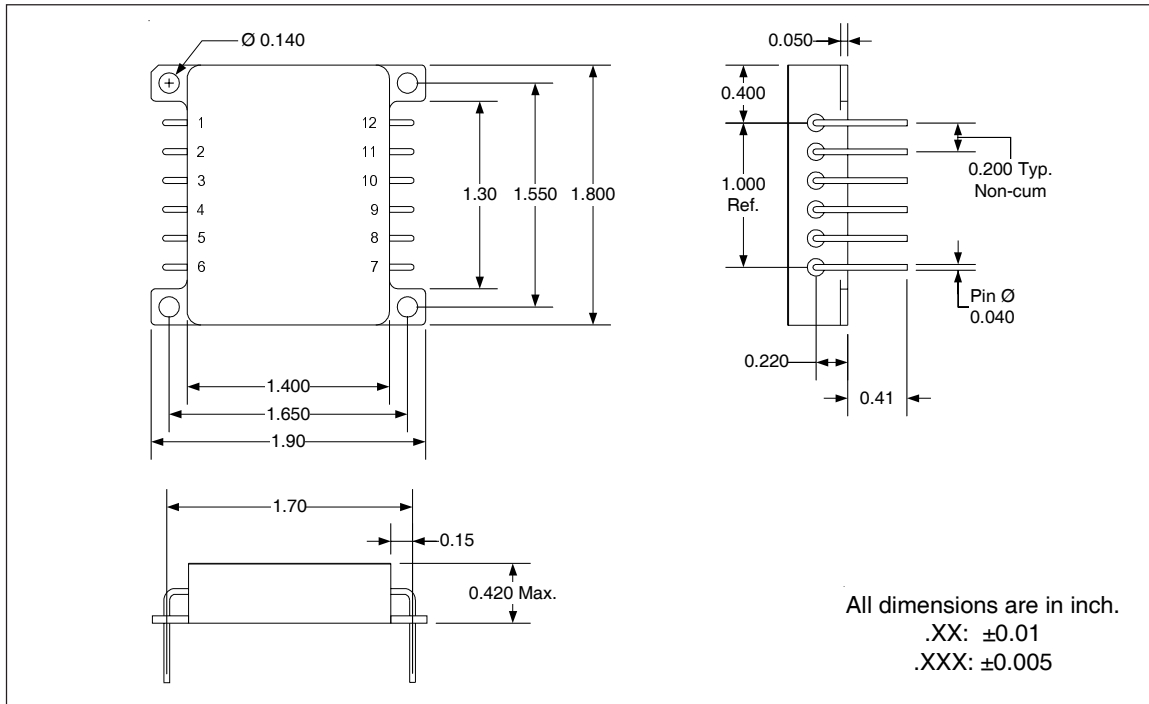 Ø 0.140
1
2
3
4
5
6
12
11
10
9
8
7
1.30
1.550
1.800
1.400
1.650
1.90
0.050
0.400
1.000
Ref.
0.200 Typ.
Non-cum
Pin Ø
0.040
0.220
0.41
1.70
0.15
0.420 Max.
All dimensions are in inch.
.XX: ±0.01
.XXX: ±0.005